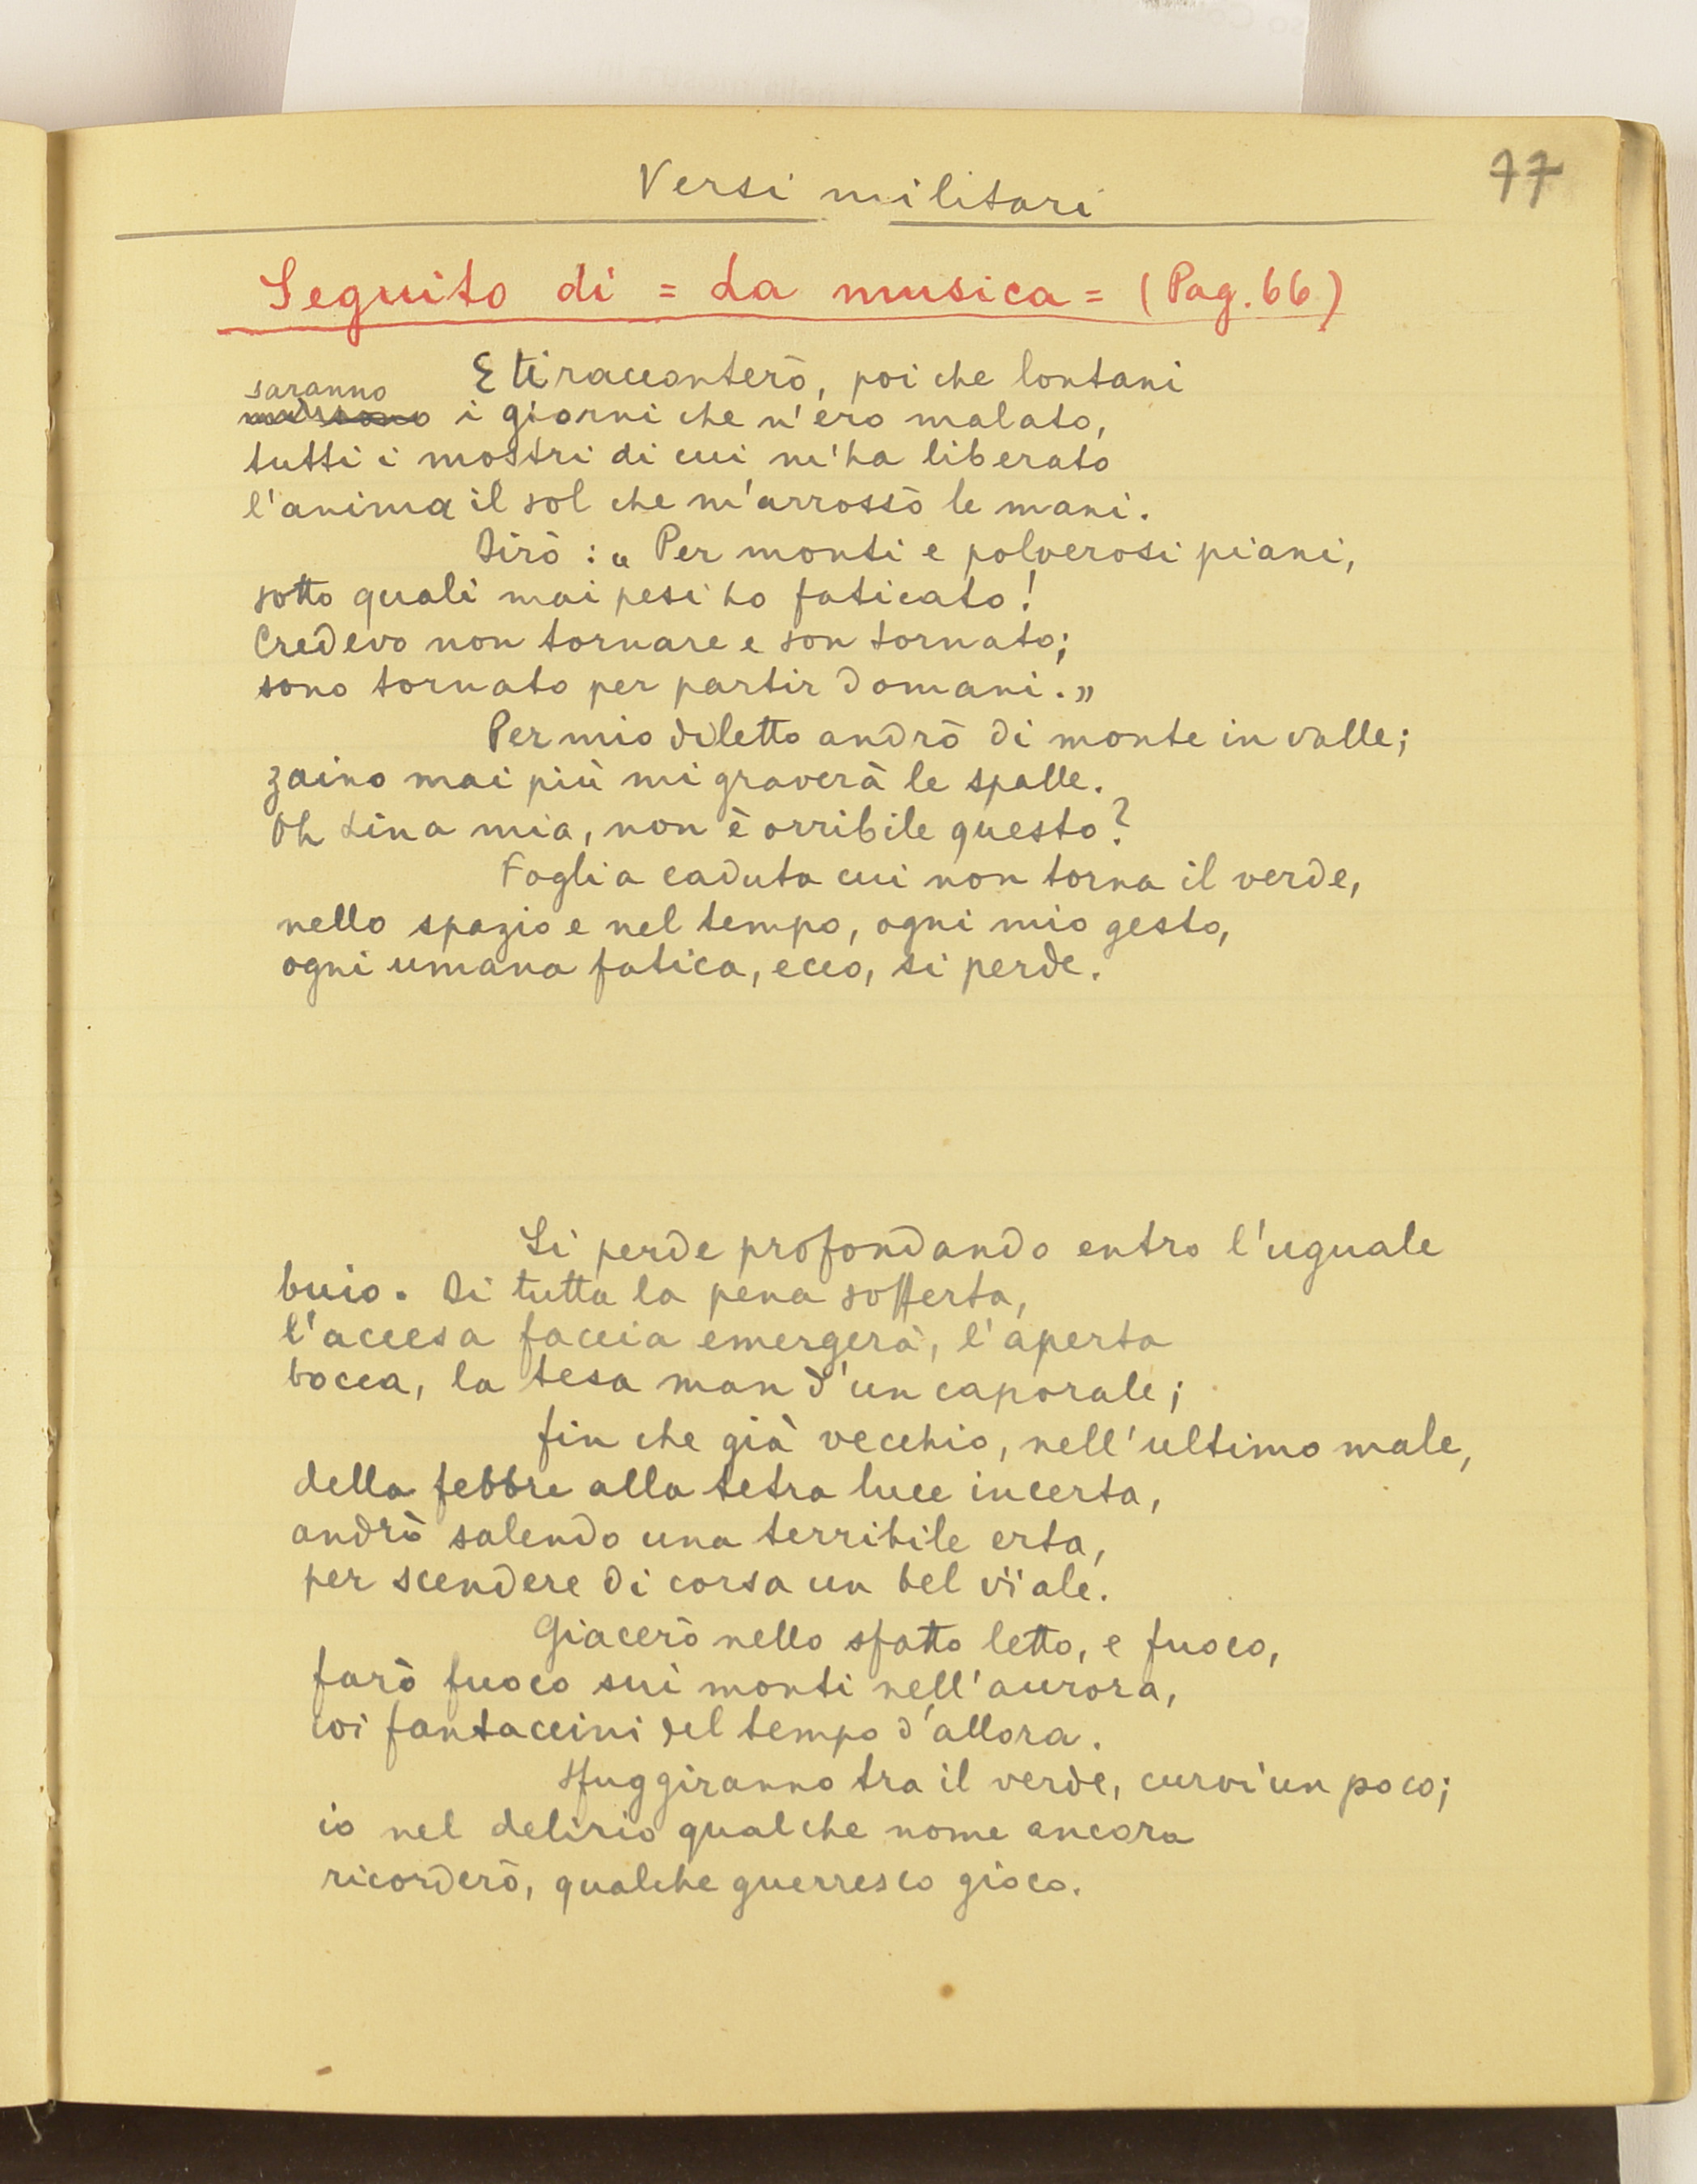 77
Versi militari
Seguito di = La musica = (Pag. 66)
E ti racconterò, poi che lontani
saranno
i giorni che n'ero malato,
tutti i mostri di cui m'ha liberato
l'anima il sol che m'arrossò le mani.
Dirò : „ Per monti e polverosi piani,
sotto quali mai pesi ho faticato!
Credevo non tornare e son tornato;
sono tornato per partir domani. „
Per mio diletto andrò di monte in valle;
zaino mai più mi graverà le spalle.
Oh Lina mia, non è orribile questo?
Foglia caduta cui non torna il verde,
nello spazio e nel tempo, ogni mio gesto,
ogni umana fatica, ecco, si perde.
Si perde profondando entro l'uguale
buio. Di tutta la pena sofferta,
l'accesa faccia emergerà, l'aperta
bocca, la tesa man d'un caporale;
fin che già vecchio, nell'ultimo male,
della febbre alla tetra luce incerta,
andrò salendo una terribile erta,
per scendere di corsa un bel viale.
Giacerò nello sfatto letto, e fuoco,
farò fuoco sui monti nell'aurora,
coi fantaccini del tempo d'allora.
Sfuggiranno tra il verde, curvi un poco;
io nel delirio qualche nome ancora
ricorderò, qualche guerresco gioco.